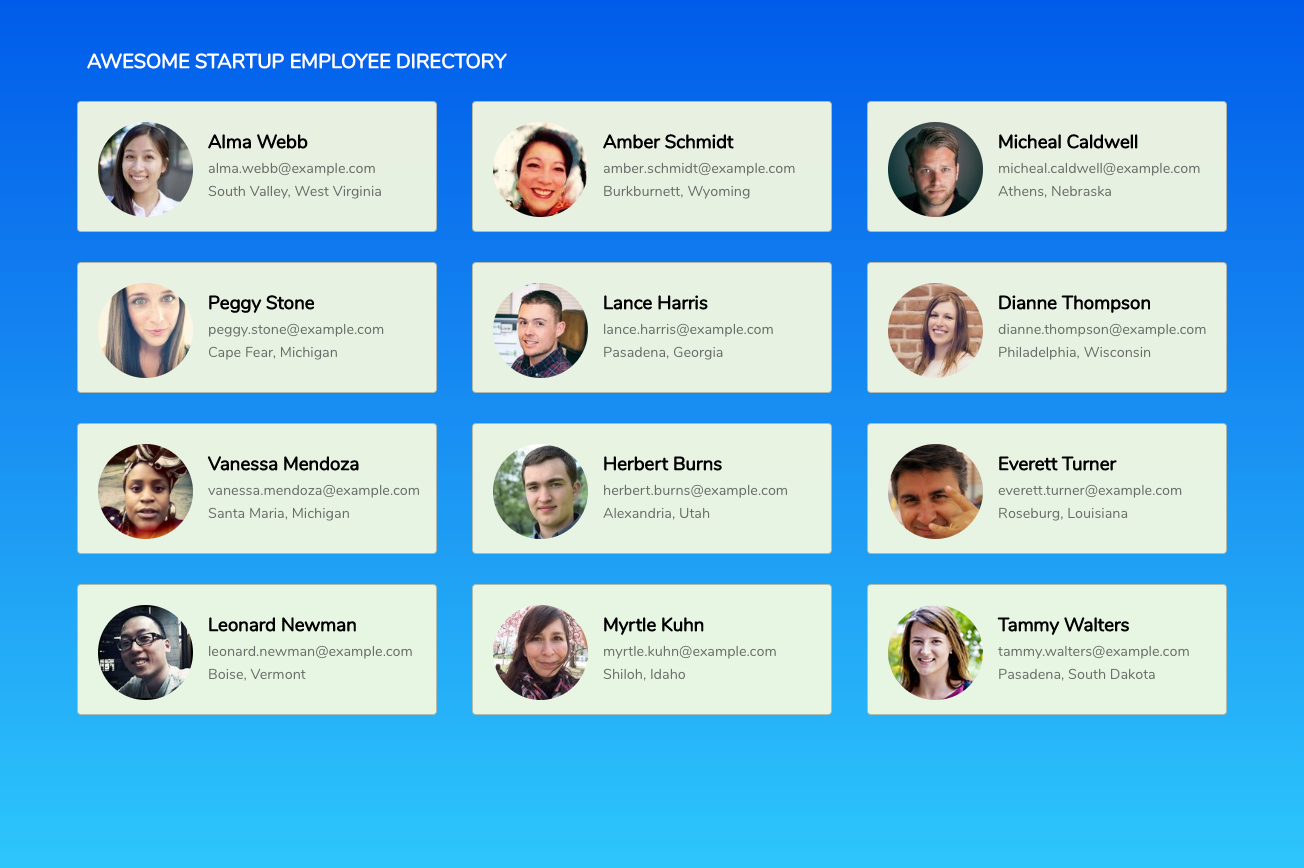 AWESOME STARTUP EMPLOYEE DIRECTORY
Alma Webb
alma.webb@example.com
South Valley, West Virginia
Amber Schmidt
amber.schmidt@example.com
Burkburnett, Wyoming
Micheal Caldwell
micheal.caldwell@example.com
Athens, Nebraska
Peggy Stone
peggy.stone@example.com
Cape Fear, Michigan
Lance Harris
lance.harris@example.com
Pasadena, Georgia
Dianne Thompson
dianne.thompson@example.com
Philadelphia, Wisconsin
Vanessa Mendoza
vanessa.mendoza@example.com
Santa Maria, Michigan
Herbert Burns
herbert.burns@example.com
Alexandria, Utah
Everett Turner
everett.turner@example.com
Roseburg, Louisiana
Leonard Newman
leonard.newman@example.com
Boise, Vermont
Myrtle Kuhn
myrtle.kuhn@example.com
Shiloh, Idaho
Tammy Walters
tammy.walters@example.com
Pasadena, South Dakota